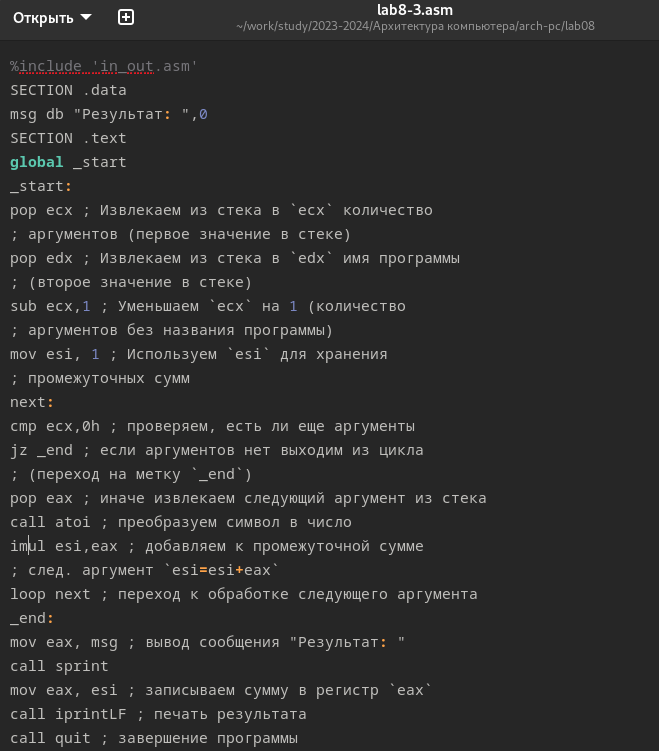 Открыть
lab8-3.asm
~/work/study/2023-2024/Архитектура компьютера/arch-pc/lab08
%include 'in_out.asm'
SECTION .data
msg db "Результат: ",0
SECTION .text
global _start
_start:
pop ecx ; Извлекаем из стека в `ecx` количество
; аргументов (первое значение в стеке)
pop edx ; Извлекаем из стека в `edx` имя программы
; (второе значение в стеке)
sub ecx,1 ; Уменьшаем `ecx` на 1 (количество
; аргументов без названия программы)
mov esi, 1 ; Используем `esi` для хранения
; промежуточных сумм
next:
cmp ecx,0h ; проверяем, есть ли еще аргументы
jz _end ; если аргументов нет выходим из цикла
; (переход на метку `_end`)
pop eax ; иначе извлекаем следующий аргумент из стека
call atoi ; преобразуем символ в число
imul esi,eax ; добавляем к промежуточной сумме
; след. аргумент `esi=esi+eax`
loop next ; переход к обработке следующего аргумента
_end:
mov eax, msg ; вывод сообщения "Результат: "
call sprint
mov eax, esi ; записываем сумму в регистр `eax`
call iprintLF ; печать результата
call quit ; завершение программы